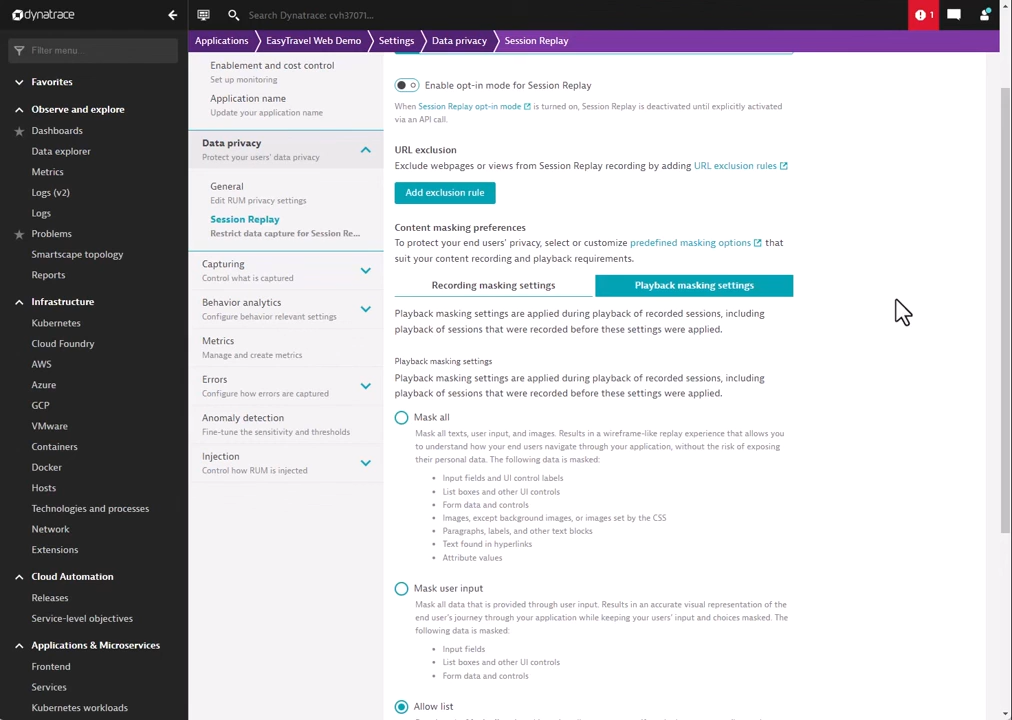 dynatrace
Search Dynatrace: cvh37071...
1
Filter menu...
Applications
EasyTravel Web Demo
Settings
Data privacy
Session Replay
Favorites
Observe and explore
Dashboards
Data explorer
Metrics
Logs (v2)
Logs
Problems
Smartscape topology
Reports
Infrastructure
Kubernetes
Cloud Foundry
AWS
Azure
GCP
VMware
Containers
Docker
Hosts
Technologies and processes
Network
Extensions
Cloud Automation
Releases
Service-level objectives
Applications & Microservices
Frontend
Services
Kubernetes workloads
Enablement and cost control
Set up monitoring
Application name
Update your application name
Data privacy
Protect your users' data privacy
General
Edit RUM privacy settings
Session Replay
Restrict data capture for Session Re...
Capturing
Control what is captured
Behavior analytics
Configure behavior relevant settings
Metrics
Manage and create metrics
Errors
Configure how errors are captured
Anomaly detection
Fine-tune the sensitivity and thresholds
Injection
Control how RUM is injected
Enable opt-in mode for Session Replay
When Session Replay opt-in mode is turned on, Session Replay is deactivated until explicitly activated
via an API call.
URL exclusion
Exclude webpages or views from Session Replay recording by adding URL exclusion rules
Add exclusion rule
Content masking preferences
To protect your end users' privacy, select or customize predefined masking options that
suit your content recording and playback requirements.
Recording masking settings
Playback masking settings
Playback masking settings are applied during playback of recorded sessions, including
playback of sessions that were recorded before these settings were applied.
Playback masking settings
Playback masking settings are applied during playback of recorded sessions, including
playback of sessions that were recorded before these settings were applied.
Mask all
Mask all texts, user input, and images. Results in a wireframe-like replay experience that allows you
to understand how your end users navigate through your application, without the risk of exposing
their personal data. The following data is masked:
• Input fields and UI control labels
• List boxes and other UI controls
• Form data and controls
• Images, except background images, or images set by the CSS
• Paragraphs, labels, and other text blocks
• Text found in hyperlinks
• Attribute values
Mask user input
Mask all data that is provided through user input. Results in an accurate visual representation of the
end user's journey through your application while keeping your users' input and choices masked. The
following data is masked:
• Input fields
• List boxes and other UI controls
• Form data and controls
Allow list